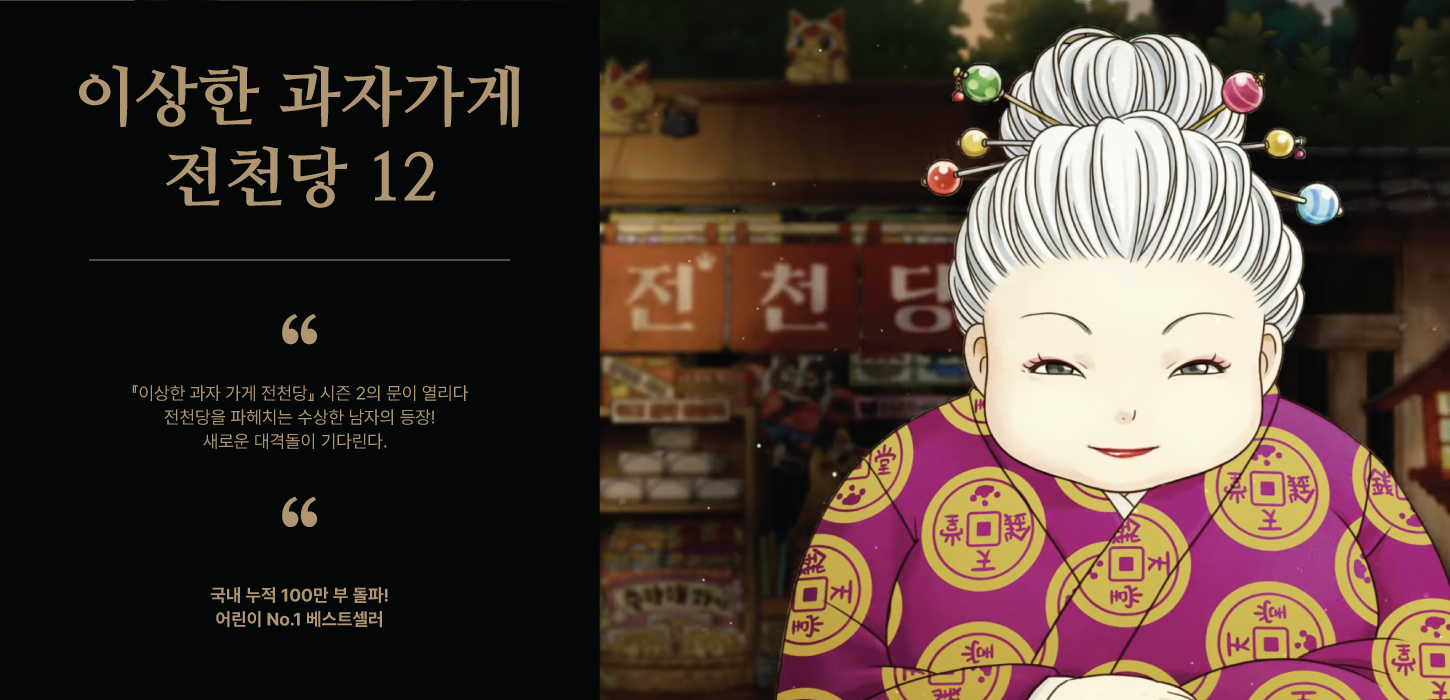 이상한 과자가게
전천당 12
“
『이상한 과자 가게 전천당』 시즌 2의 문이 열리다
전천당을 파헤치는 수상한 남자의 등장!
새로운 대격돌이 기다린다.
“
국내 누적 100만 부 돌파!
어린이 No.1 베스트셀러
전 천 당
錢 天 堂